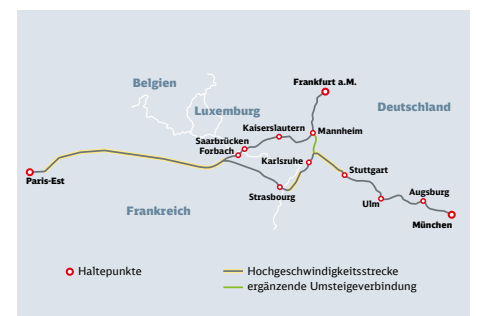 Frankfurt a.M.
Belgien
Deutschland
Luxemburg
Kaiserslautern
Mannheim
Saarbrücken
Forbach
Karlsruhe
Stuttgart
Paris-Est
Strasbourg
Augsburg
Ulm
Frankreich
München
Haltepunkte
Hochgeschwindigkeitsstrecke
ergänzende Umsteigeverbindung